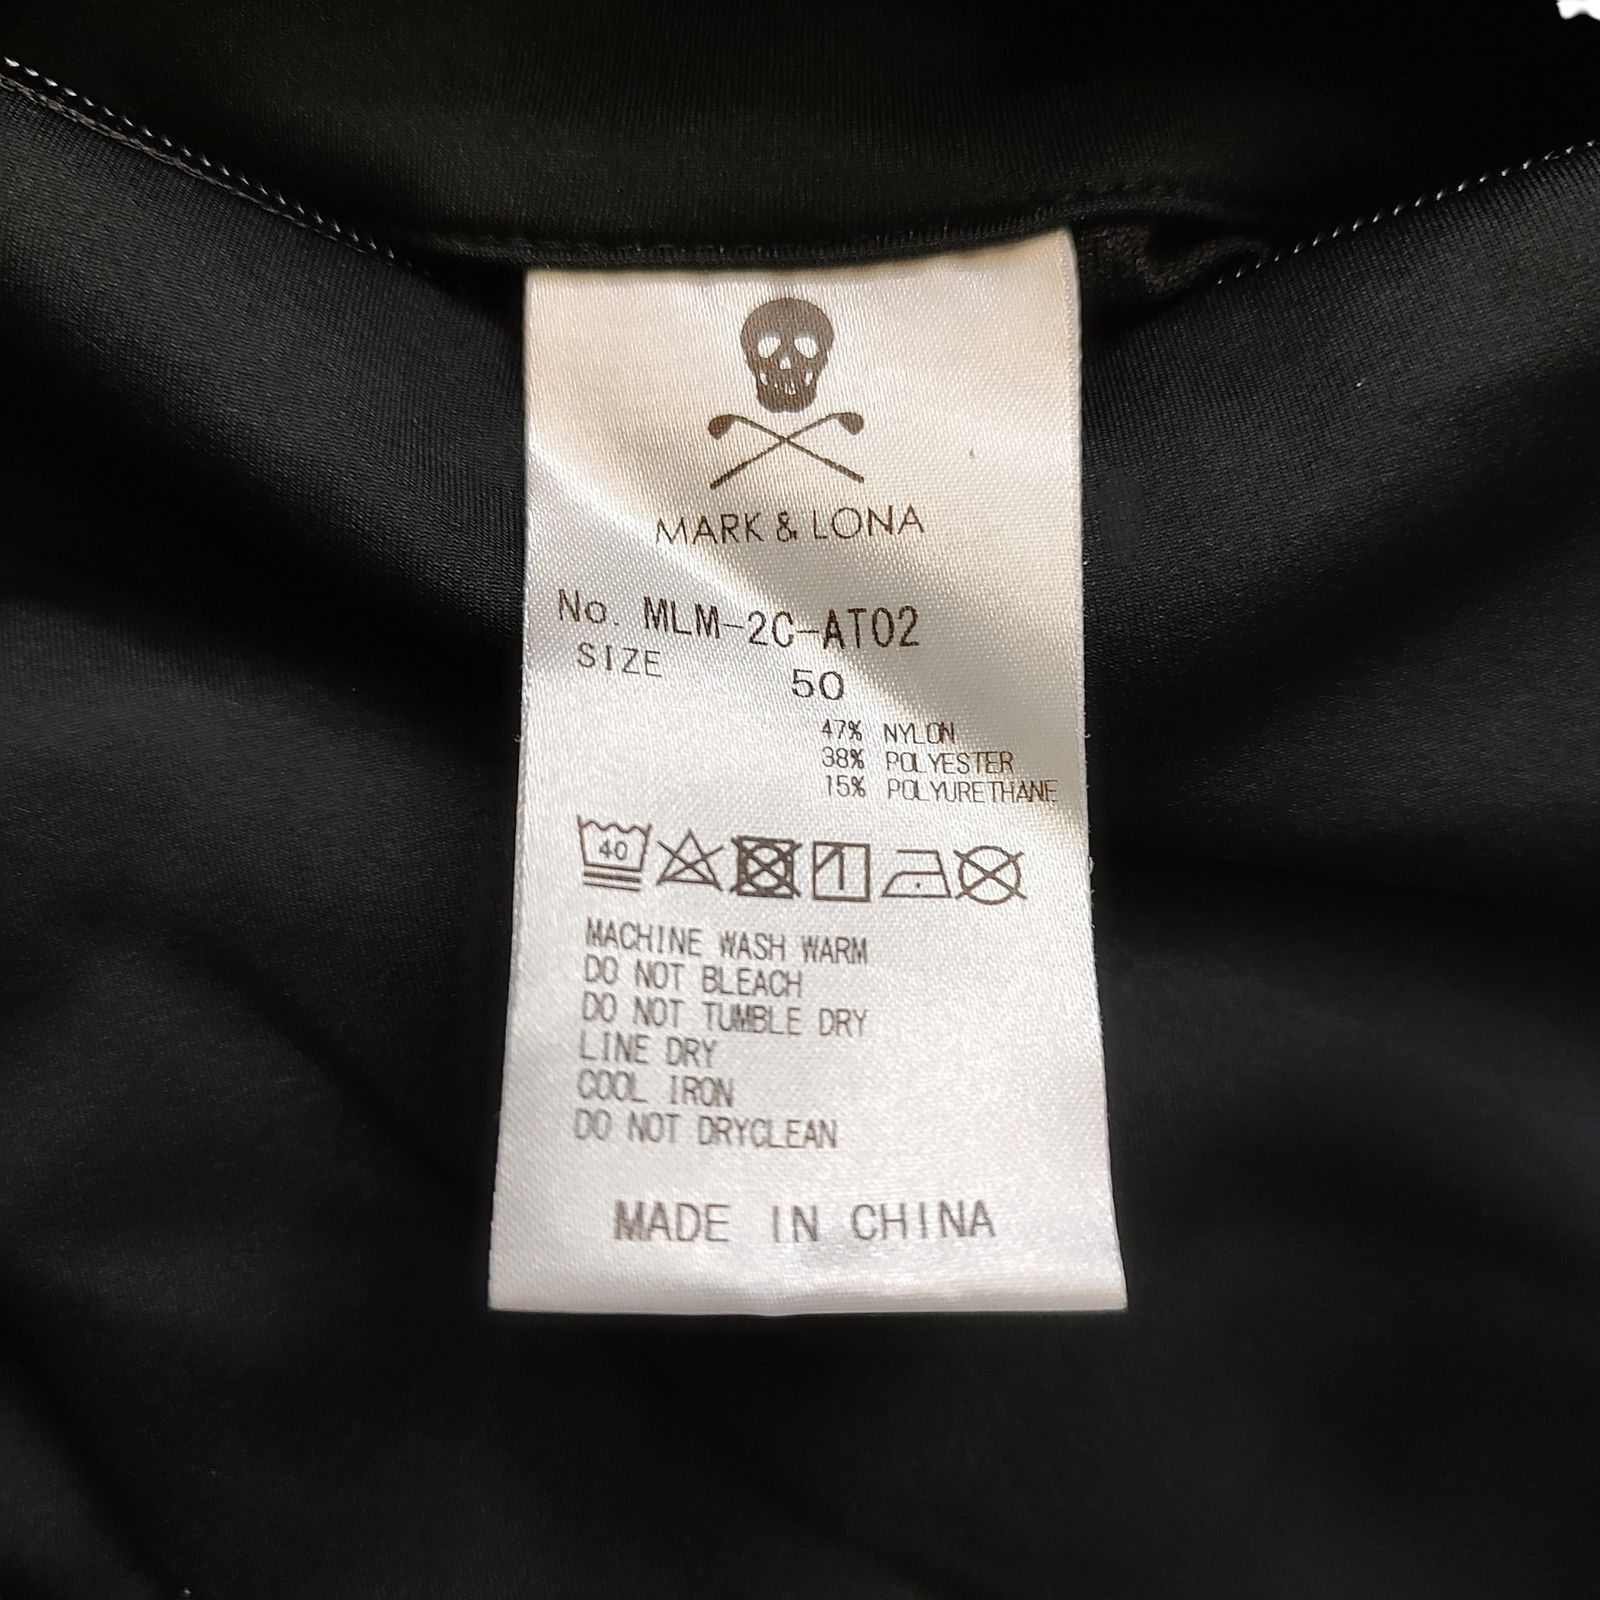 MARK & LONA
No. MLM-2C-AT02
SIZE 50
47% NYLON
38% POLYESTER
15% POLYURETHANE
40
MACHINE WASH WARM
DO NOT BLEACH
DO NOT TUMBLE DRY
LINE DRY
COOL IRON
DO NOT DRYCLEAN
MADE IN CHINA